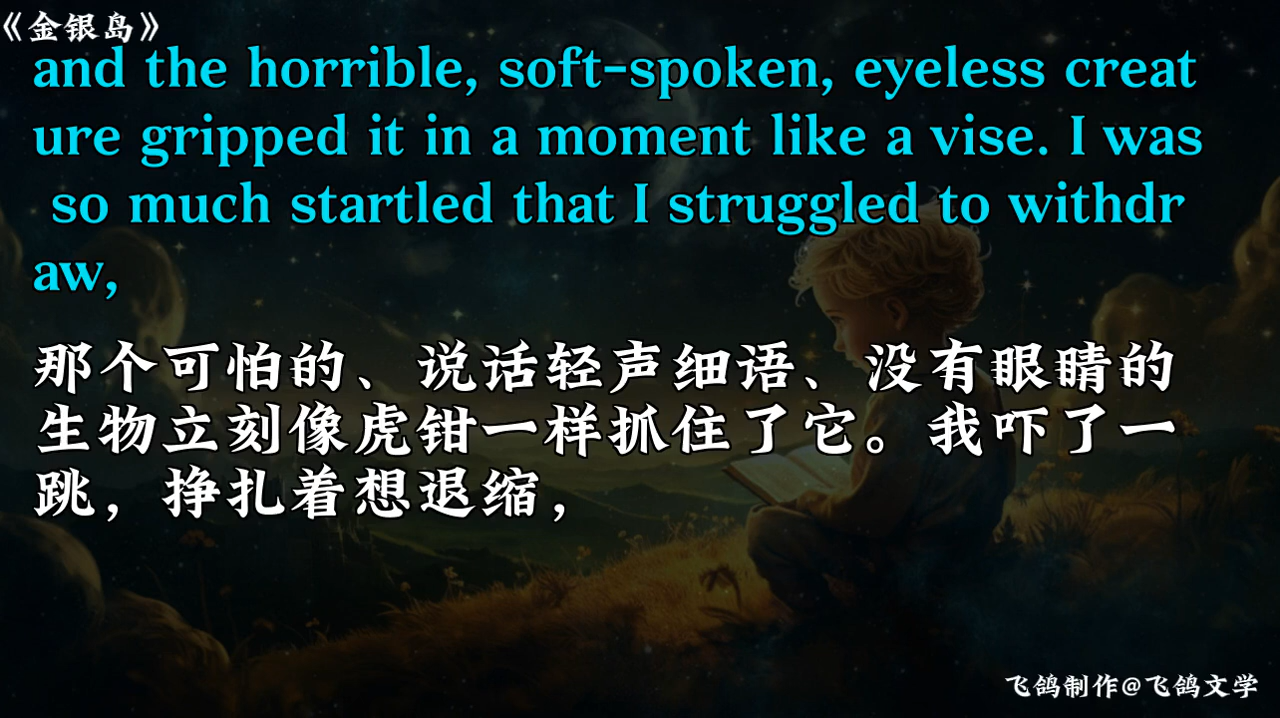 《金银岛》
and the horrible, soft-spoken, eyeless creat
ure gripped it in a moment like a vise. I was
so much startled that I struggled to withdr
aw,
那个可怕的、说话轻声细语、没有眼睛的
生物立刻像虎钳一样抓住了它。我吓了一
跳，挣扎着想退缩，
飞鸽制作@飞鸽文学